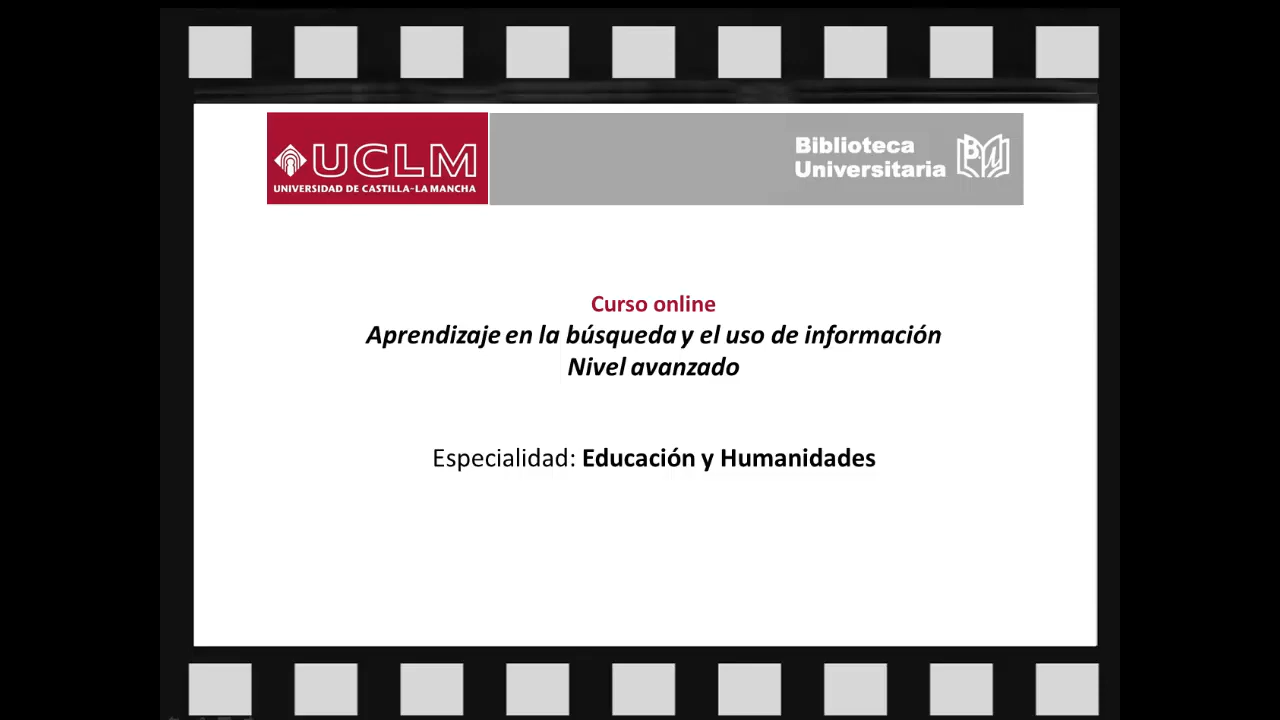 UCLM
UNIVERSIDAD DE CASTILLA-LA MANCHA
Biblioteca
Universitaria
Curso online
Aprendizaje en la búsqueda y el uso de información
Nivel avanzado
Especialidad: Educación y Humanidades